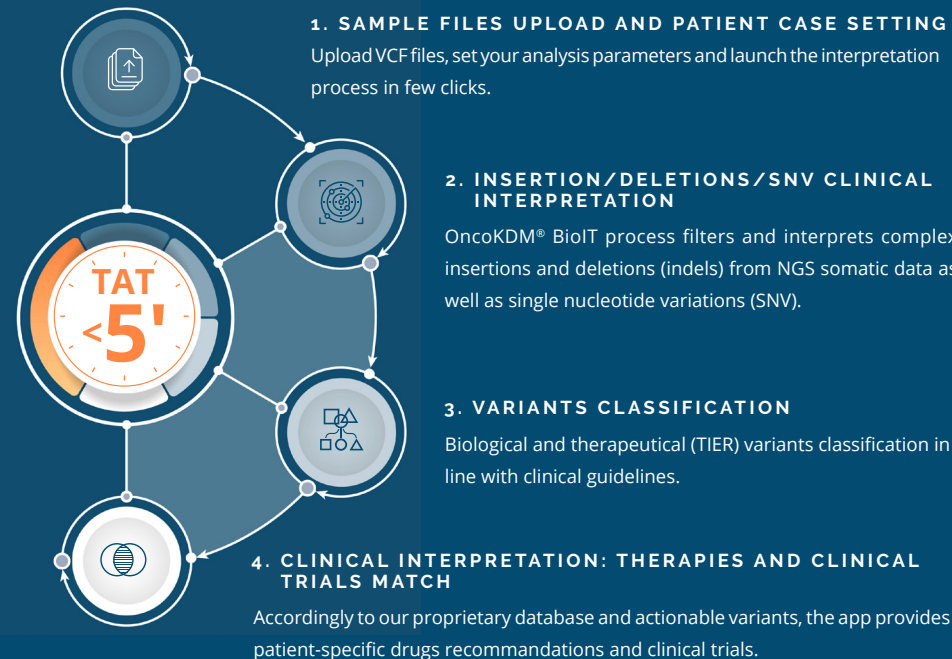 1. SAMPLE FILES UPLOAD AND PATIENT CASE SETTING
Upload VCF files, set your analysis parameters and launch the interpretation
process in few clicks.
2. INSERTION/DELETIONS/SNV CLINICAL
INTERPRETATION
OncoKDM® BioIT process filters and interprets complex
insertions and deletions (indels) from NGS somatic data as
well as single nucleotide variations (SNV).
TAT
<5'
3. VARIANTS CLASSIFICATION
Biological and therapeutical (TIER) variants classification in
line with clinical guidelines.
4. CLINICAL INTERPRETATION: THERAPIES AND CLINICAL
TRIALS MATCH
Accordingly to our proprietary database and actionable variants, the app provides
patient-specific drugs recommandations and clinical trials.